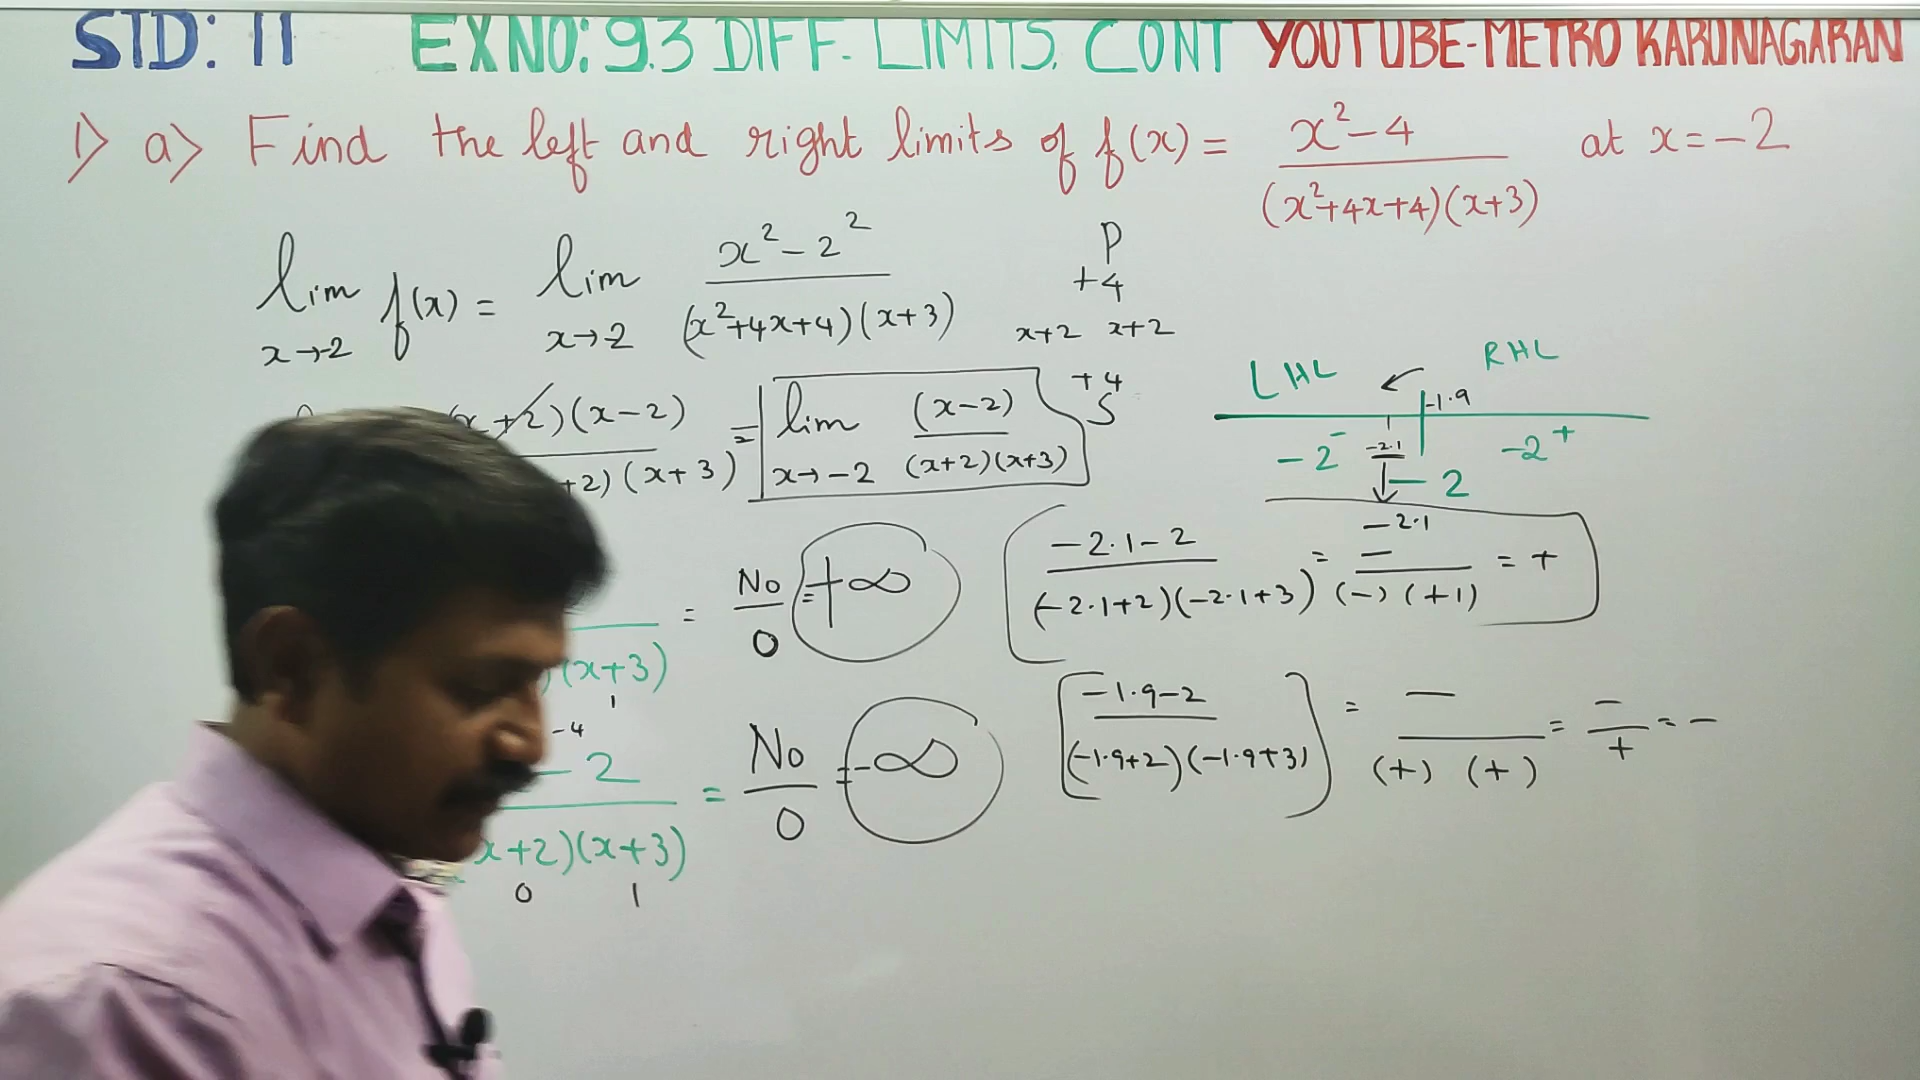 STD: 11 EX NO: 9.3 DIFF. LIMITS. CONT YOUTUBE-METRO KARUNAGARAN
1) a) Find the left and right limits of f(x) = x²-4 / (x²+4x+4)(x+3) at x=-2
lim x→-2 f(x) = lim x→-2 x²-2² / (x²+4x+4)(x+3)
P
+4
x+2 x+2
+4
S
(x+2)(x-2) / +2)(x+3) = lim x→-2 (x-2) / (x+2)(x+3)
LHL RHL
-1.9
-2⁻ -2.1 -2 -2⁺
-2.1
(x+3) = No/0 = +∞
1
-2.1-2 / (-2.1+2)(-2.1+3) = - / (-) (+1) = +
-4
-2 / x+2)(x+3) = No/0 = -∞
0 1
-1.9-2 / (-1.9+2)(-1.9+3) = - / (+) (+) = - / + = -